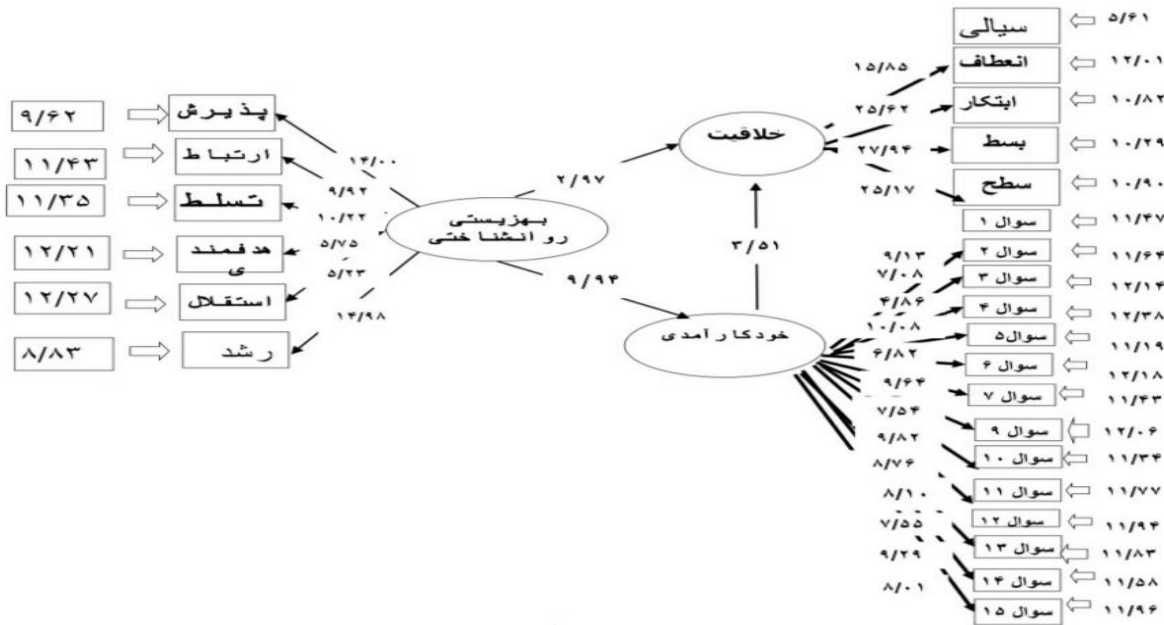 سیالی
۵/۶۱
انعطاف
۱۲/۰۱
ابتکار
۱۰/۸۲
بسط
۱۰/۲۹
سطح
۱۰/۹۰
۱۵/۸۵
۲۵/۶۲
۲۷/۹۴
۲۵/۱۷
خلاقیت
۲/۹۷
۳/۵۱
۹/۹۴
بهزیستی
روانشناختی
خودکارآمدی
پذیرش
۹/۶۲
ارتباط
۱۱/۴۳
تسلط
۱۱/۳۵
هدفمند
ی
۱۲/۲۱
استقلال
۱۲/۲۷
رشد
۸/۸۳
۱۴/۰۰
۹/۹۲
۱۰/۲۲
۵/۷۵
۵/۲۳
۱۴/۹۸
سوال ۱
۱۱/۴۷
سوال ۲
۱۱/۶۴
سوال ۳
۱۲/۱۴
سوال ۴
۱۲/۳۸
سوال۵
۱۱/۱۹
سوال ۶
۱۲/۱۸
سوال ۷
۱۱/۴۳
سوال ۹
۱۲/۰۶
سوال ۱۰
۱۱/۳۴
سوال ۱۱
۱۱/۷۷
سوال ۱۲
۱۱/۹۴
سوال ۱۳
۱۱/۸۳
سوال ۱۴
۱۱/۵۸
سوال ۱۵
۱۱/۹۶
۹/۱۳
۷/۰۸
۴/۸۶
۱۰/۰۸
۶/۸۲
۹/۶۴
۷/۵۴
۹/۸۲
۸/۷۶
۸/۱۰
۷/۵۵
۹/۲۹
۸/۰۱